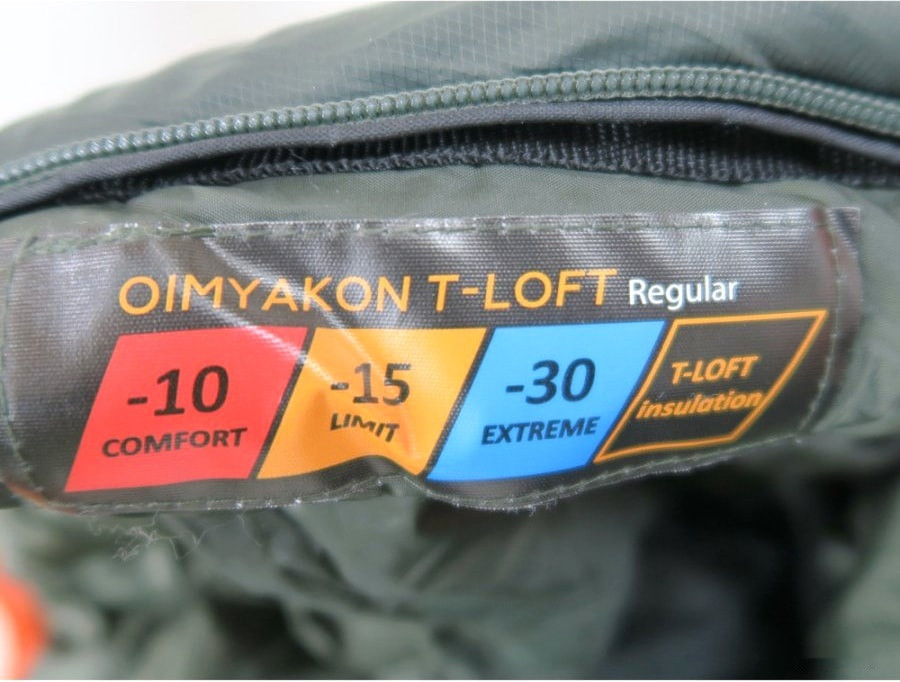 OIMYAKON T-LOFT Regular
-10
COMFORT
-15
LIMIT
-30
EXTREME
T-LOFT
insulation